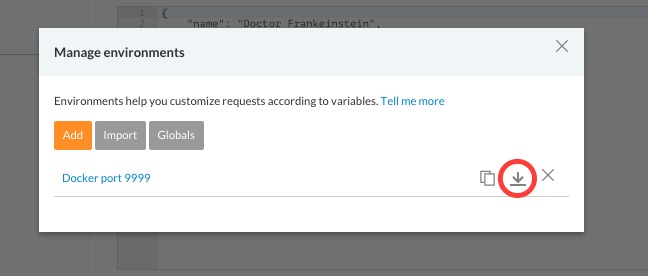 1 {
2 "name": "Doctor Frankeinstein",
Manage environments
Environments help you customize requests according to variables. Tell me more
Add Import Globals
Docker port 9999